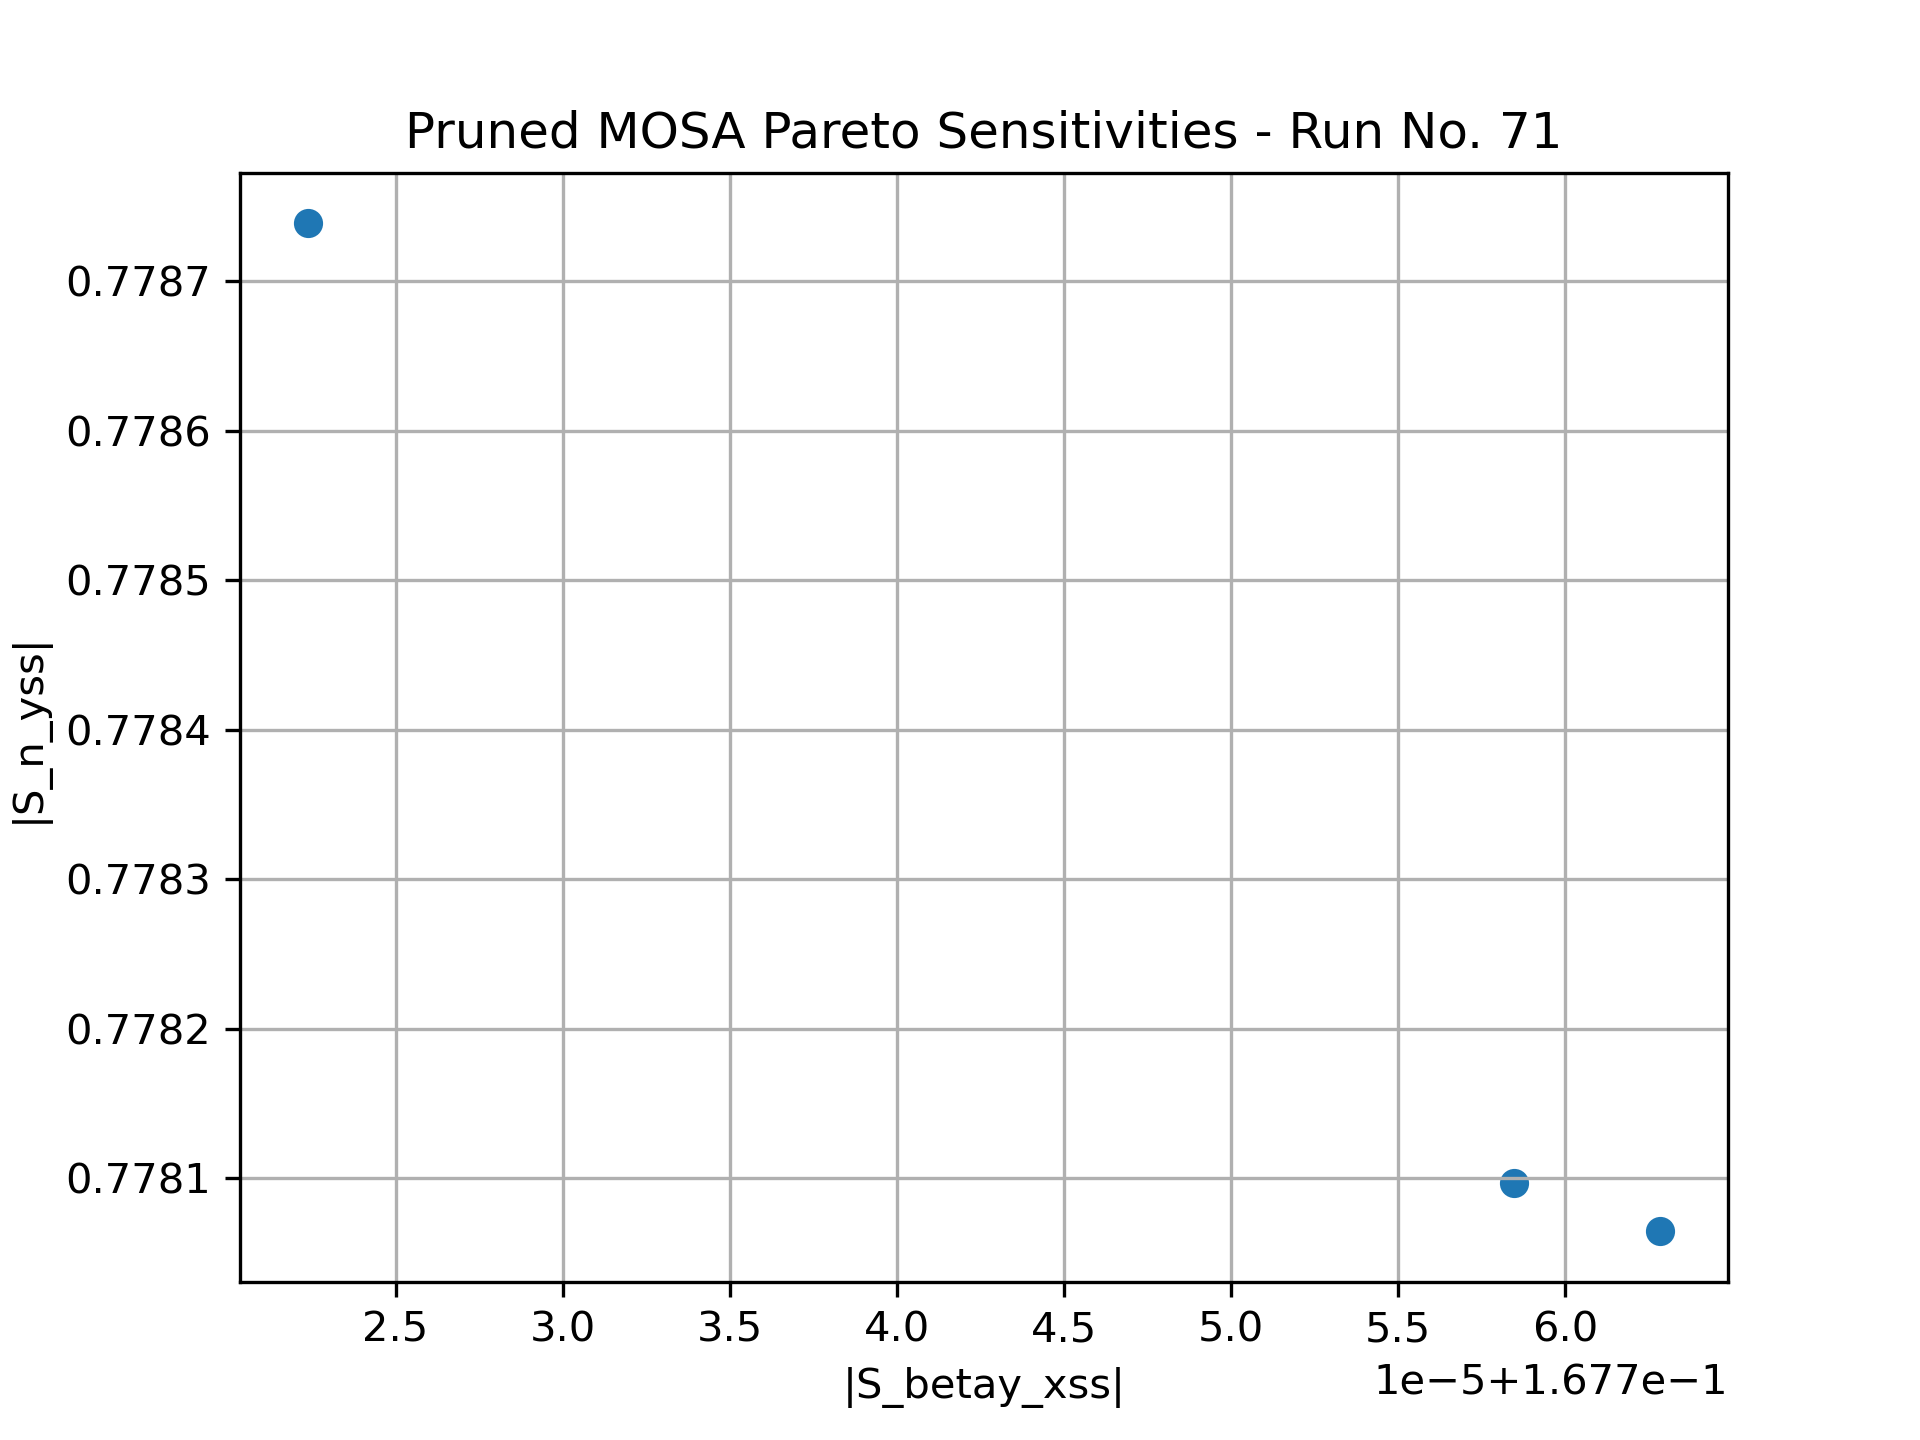 Pruned MOSA Pareto Sensitivities - Run No. 71
|S_n_yss|
0.7787
0.7786
0.7785
0.7784
0.7783
0.7782
0.7781
2.5 3.0 3.5 4.0 4.5 5.0 5.5 6.0
|S_betay_xss|
1e−5+1.677e−1